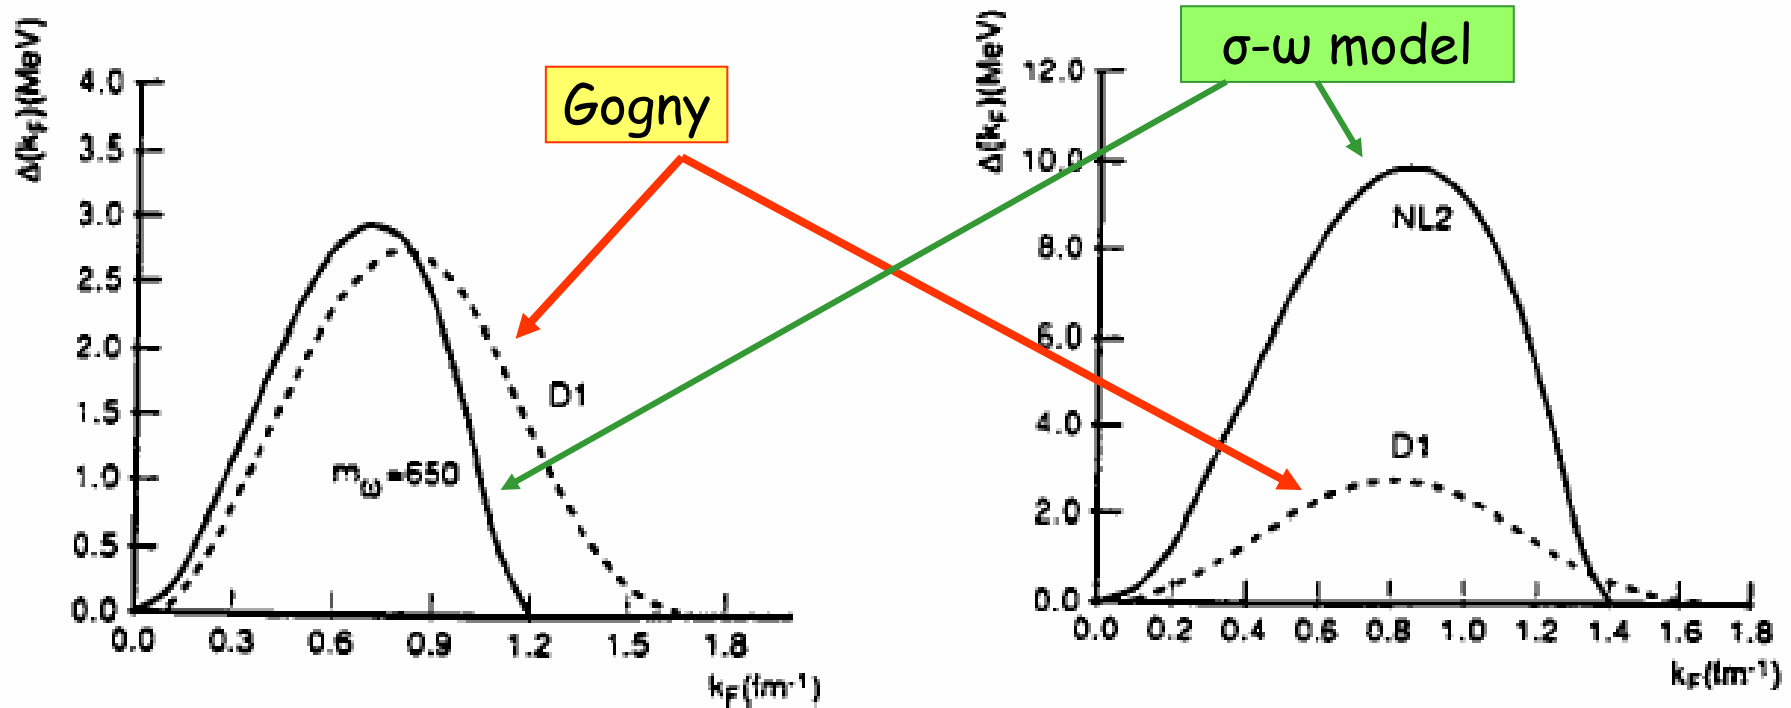 Gogny
σ-ω model
Δ(kF)(MeV)
4.0
3.5
3.0
2.5
2.0
1.5
1.0
0.5
0.0
0.0 0.3 0.6 0.9 1.2 1.5 1.8
kF(fm-1)
D1
mω=650
Δ(kF)(MeV)
12.0
10.0
8.0
6.0
4.0
2.0
0.0
0.0 0.2 0.4 0.6 0.8 1.0 1.2 1.4 1.6 1.8
kF(fm-1)
NL2
D1